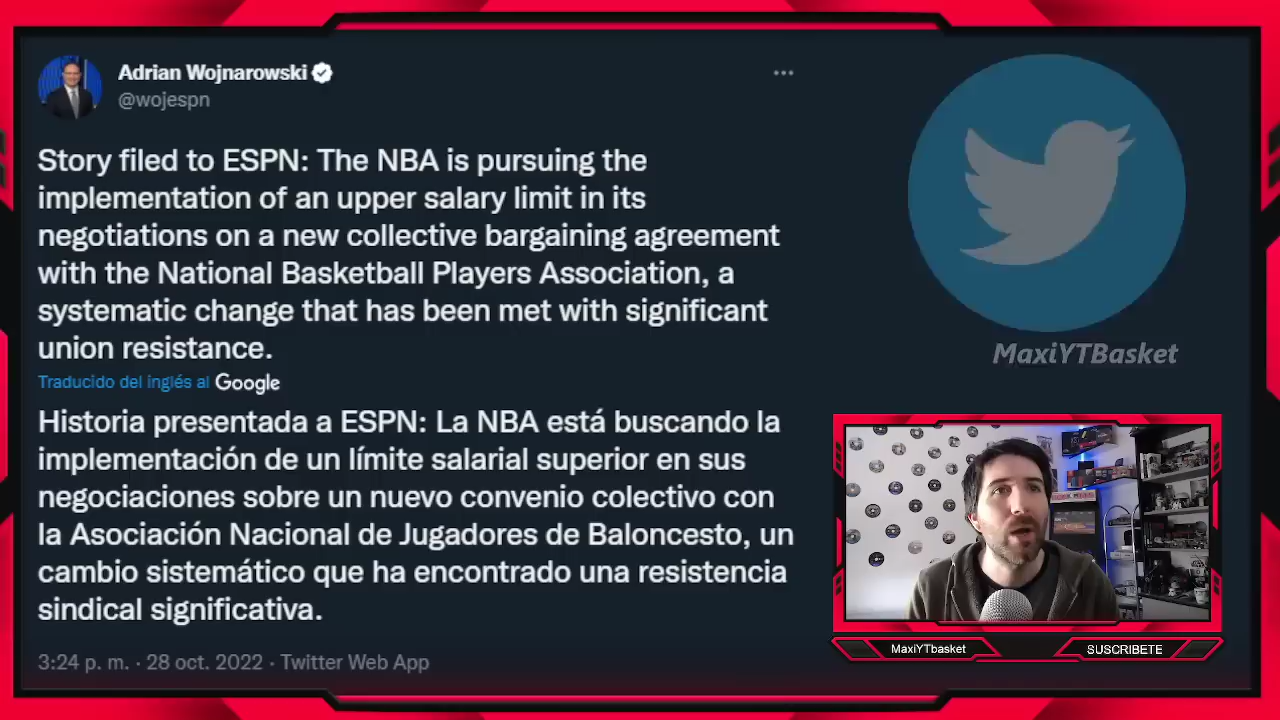 Adrian Wojnarowski
@wojespn
Story filed to ESPN: The NBA is pursuing the
implementation of an upper salary limit in its
negotiations on a new collective bargaining agreement
with the National Basketball Players Association, a
systematic change that has been met with significant
union resistance.
Traducido del inglés al Google
Historia presentada a ESPN: La NBA está buscando la
implementación de un límite salarial superior en sus
negociaciones sobre un nuevo convenio colectivo con
la Asociación Nacional de Jugadores de Baloncesto, un
cambio sistemático que ha encontrado una resistencia
sindical significativa.
3:24 p. m. · 28 oct. 2022 · Twitter Web App
MaxiYTBasket
MaxiYTbasket
SUSCRIBETE